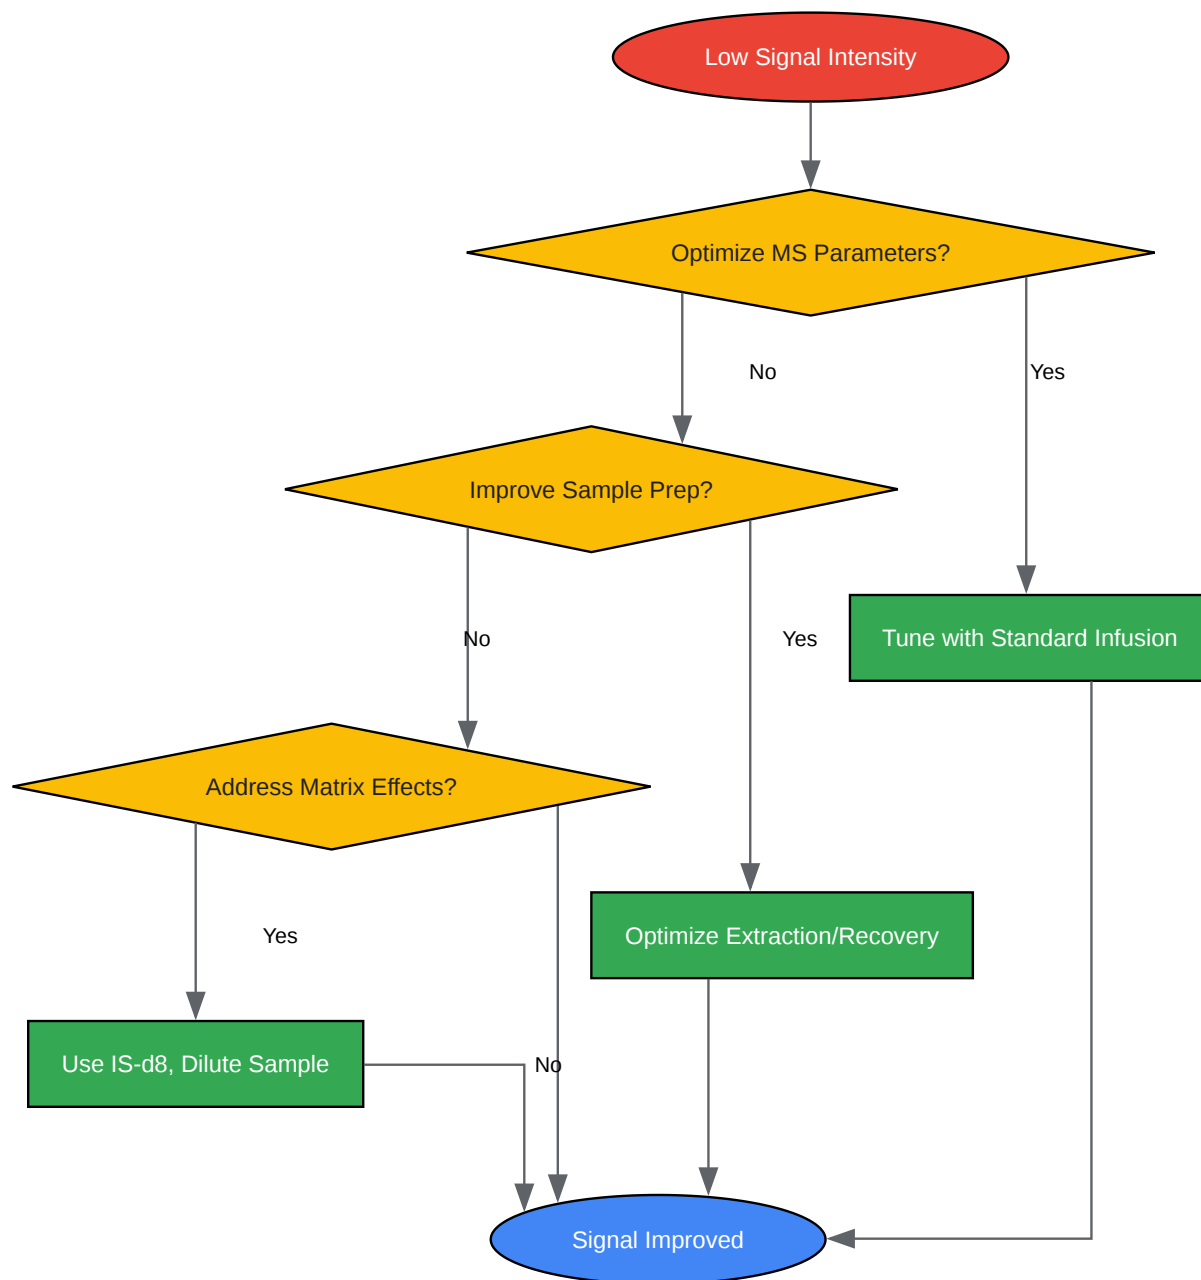 Low Signal Intensity
Optimize MS Parameters?
No
Yes
Improve Sample Prep?
No
Yes
Tune with Standard Infusion
Address Matrix Effects?
Yes
Optimize Extraction/Recovery
Use IS-d8, Dilute Sample
No
Signal Improved